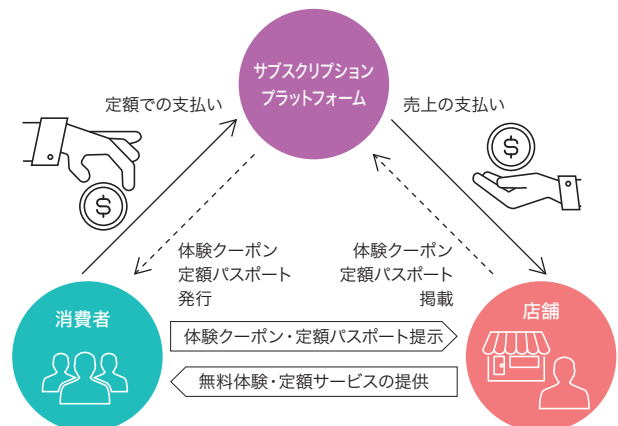 サブスクリプション
プラットフォーム
定額での支払い
売上の支払い
$
$
体験クーポン
定額パスポート
発行
体験クーポン
定額パスポート
掲載
消費者
店舗
体験クーポン・定額パスポート提示
無料体験・定額サービスの提供